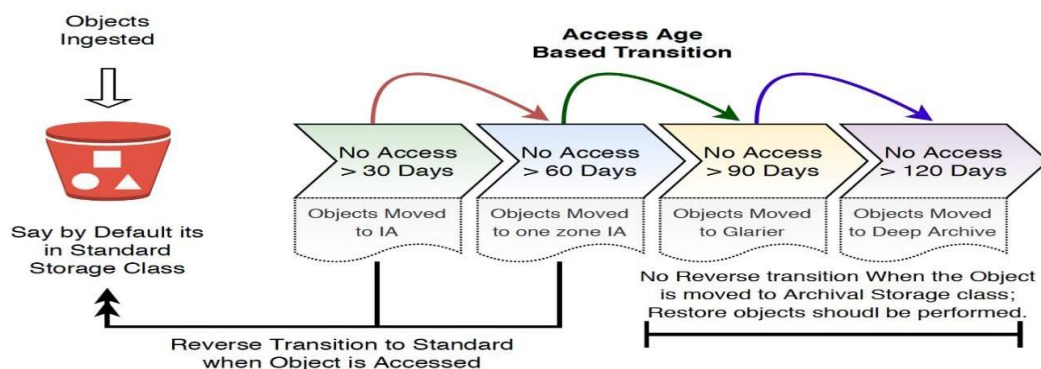 Objects
Ingested
Access Age
Based Transition
No Access
> 30 Days
No Access
> 60 Days
No Access
> 90 Days
No Access
> 120 Days
Objects Moved
to IA
Objects Moved
to one zone IA
Objects Moved
to Glarier
Objects Moved
to Deep Archive
Say by Default its
in Standard
Storage Class
No Reverse transition When the Object
is moved to Archival Storage class;
Restore objects shoudl be performed.
Reverse Transition to Standard
when Object is Accessed